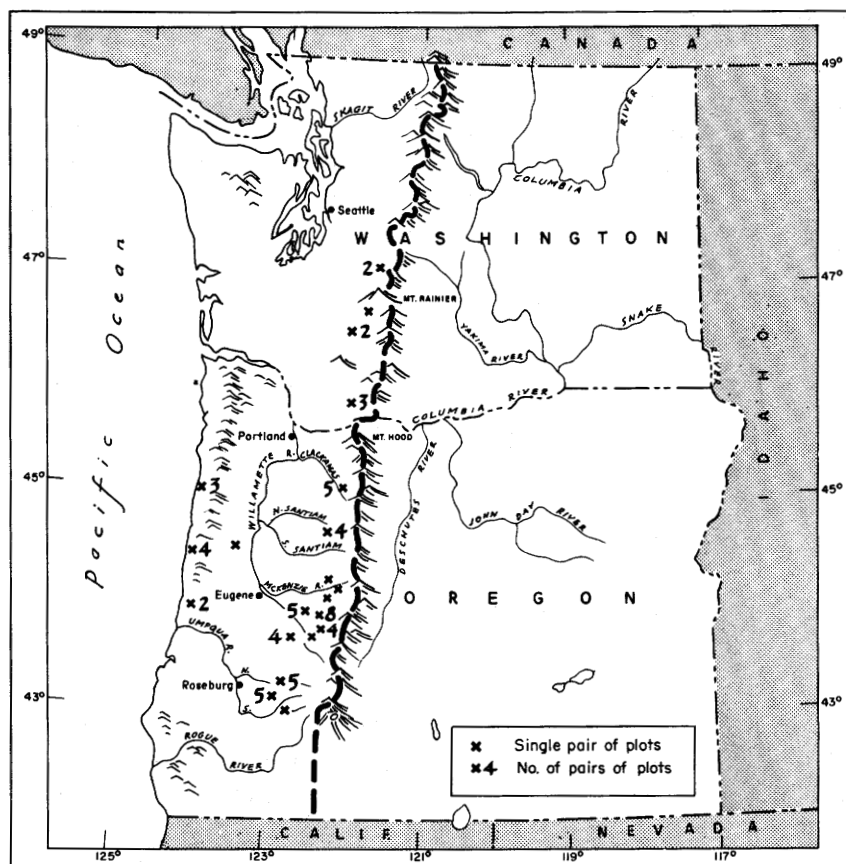 49°
CANADA
49°
SKAGIT RIVER
RIVER
COLUMBIA
Seattle
WASHINGTON
47°
2
47°
MT. RAINIER
2
SNAKE
YAKIMA RIVER
RIVER
Pacific Ocean
IDAHO
3
COLUMBIA RIVER
Portland
MT. HOOD
45°
WILLAMETTE R.
CLACKAMAS
5
DESCHUTES RIVER
45°
3
N. SANTIAM
4
JOHN DAY RIVER
4
S. SANTIAM
MCKENZIE R.
Eugene
OREGON
2
5
8
4
4
UMPQUA R.
N.
5
Roseburg
5
43°
S.
43°
ROGUE RIVER
x Single pair of plots
x4 No. of pairs of plots
CALIF.
NEVADA
125°
123°
121°
119°
117°